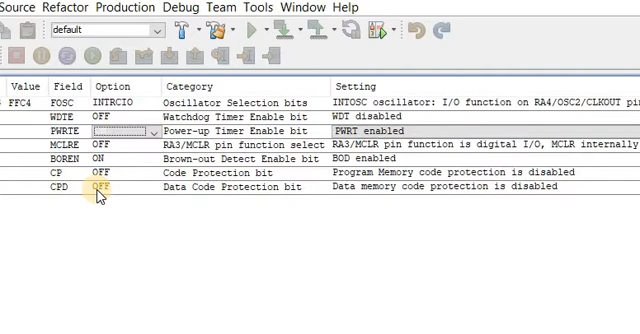 Source Refactor Production Debug Team Tools Window Help
default
Value Field Option Category Setting
FFC4 FOSC INTRCIO Oscillator Selection bits INTOSC oscillator: I/O function on RA4/OSC2/CLKOUT pin
WDTE OFF Watchdog Timer Enable bit WDT disabled
PWRTE Power-up Timer Enable bit PWRT enabled
MCLRE OFF RA3/MCLR pin function select RA3/MCLR pin function is digital I/O, MCLR internally
BOREN ON Brown-out Detect Enable bit BOD enabled
CP OFF Code Protection bit Program Memory code protection is disabled
CPD OFF Data Code Protection bit Data memory code protection is disabled